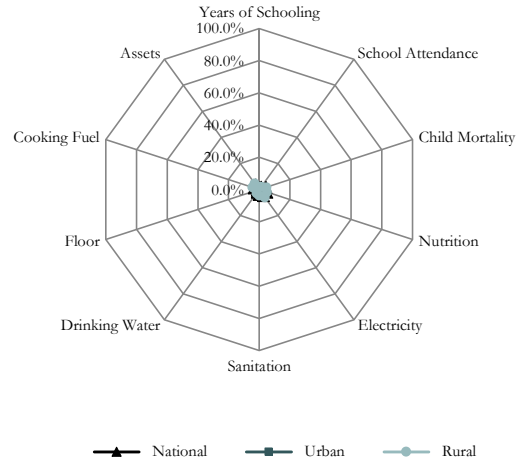 Years of Schooling
100.0%
Assets
School Attendance
80.0%
60.0%
Cooking Fuel
Child Mortality
40.0%
20.0%
0.0%
Floor
Nutrition
Drinking Water
Electricity
Sanitation
National Urban Rural